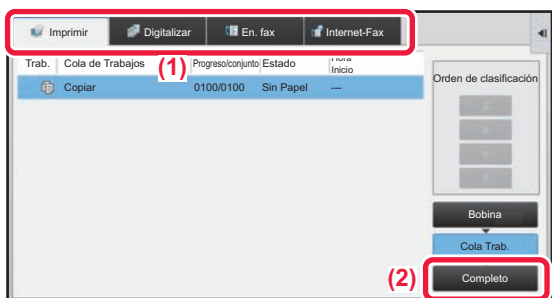 Imprimir Digitalizar En. fax Internet-Fax
Trab. Cola de Trabajos (1) Progreso/conjunto Estado Hora
Inicio
Orden de clasificación
Copiar 0100/0100 Sin Papel ---
Bobina
Cola Trab.
(2) Completo